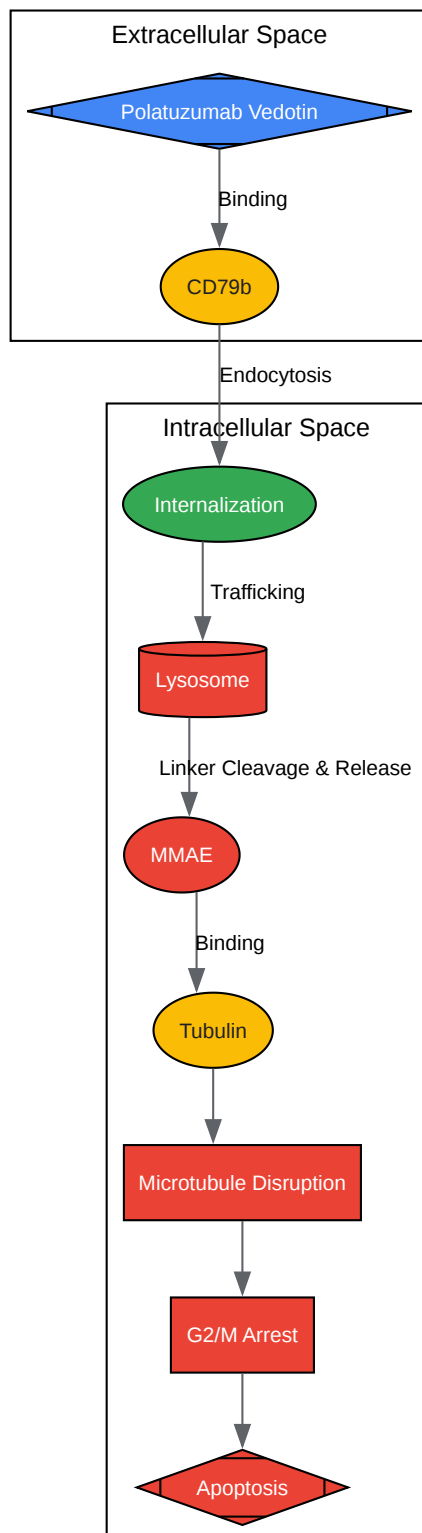 Extracellular Space
Polatuzumab Vedotin
Binding
CD79b
Endocytosis
Intracellular Space
Internalization
Trafficking
Lysosome
Linker Cleavage & Release
MMAE
Binding
Tubulin
Microtubule Disruption
G2/M Arrest
Apoptosis